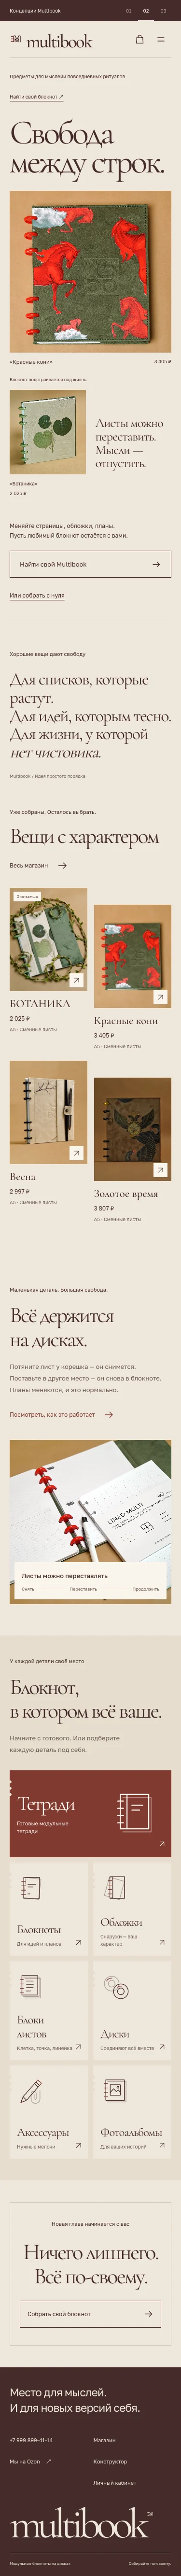 Концепции Multibook
01 02 03
multibook
Предметы для мыслей и повседневных ритуалов
Найти свой блокнот ↗
Свобода
между строк.
«Красные кони» 3 405 ₽
Блокнот подстраивается под жизнь.
Листы можно
переставить.
Мысли —
отпустить.
«Ботаника»
2 025 ₽
Меняйте страницы, обложки, планы.
Пусть любимый блокнот остаётся с вами.
Найти свой Multibook →
Или собрать с нуля
Хорошие вещи дают свободу
Для списков, которые
растут.
Для идей, которым тесно.
Для жизни, у которой
нет чистовика.
Multibook / Идея простого порядка
Уже собраны. Осталось выбрать.
Вещи с характером
Весь магазин →
БОТАНИКА
2 025 ₽
A5 · Сменные листы
Красные кони
3 405 ₽
A5 · Сменные листы
Весна
2 997 ₽
A5 · Сменные листы
Золотое время
3 807 ₽
A5 · Сменные листы
Маленькая деталь. Большая свобода.
Всё держится
на дисках.
Потяните лист у корешка — он снимется.
Поставьте в другое место — он снова в блокноте.
Планы меняются, и это нормально.
Посмотреть, как это работает →
LINED MULTI
Листы можно переставлять
Снять Переставить Продолжить
У каждой детали своё место
Блокнот,
в котором всё ваше.
Начните с готового. Или подберите
каждую деталь под себя.
Тетради
Готовые модульные
тетради
Блокноты
Для идей и планов
Обложки
Снаружи — ваш
характер
Блоки
листов
Клетка, точка, линейка
Диски
Соединяют всё вместе
Аксессуары
Нужные мелочи
Фотоальбомы
Для ваших историй
Новая глава начинается с вас
Ничего лишнего.
Всё по-своему.
Собрать свой блокнот →
Место для мыслей.
И для новых версий себя.
+7 999 899-41-14 Магазин
Мы на Ozon ↗ Конструктор
Личный кабинет
multibook
Модульные блокноты на дисках Собирайте по-своему.